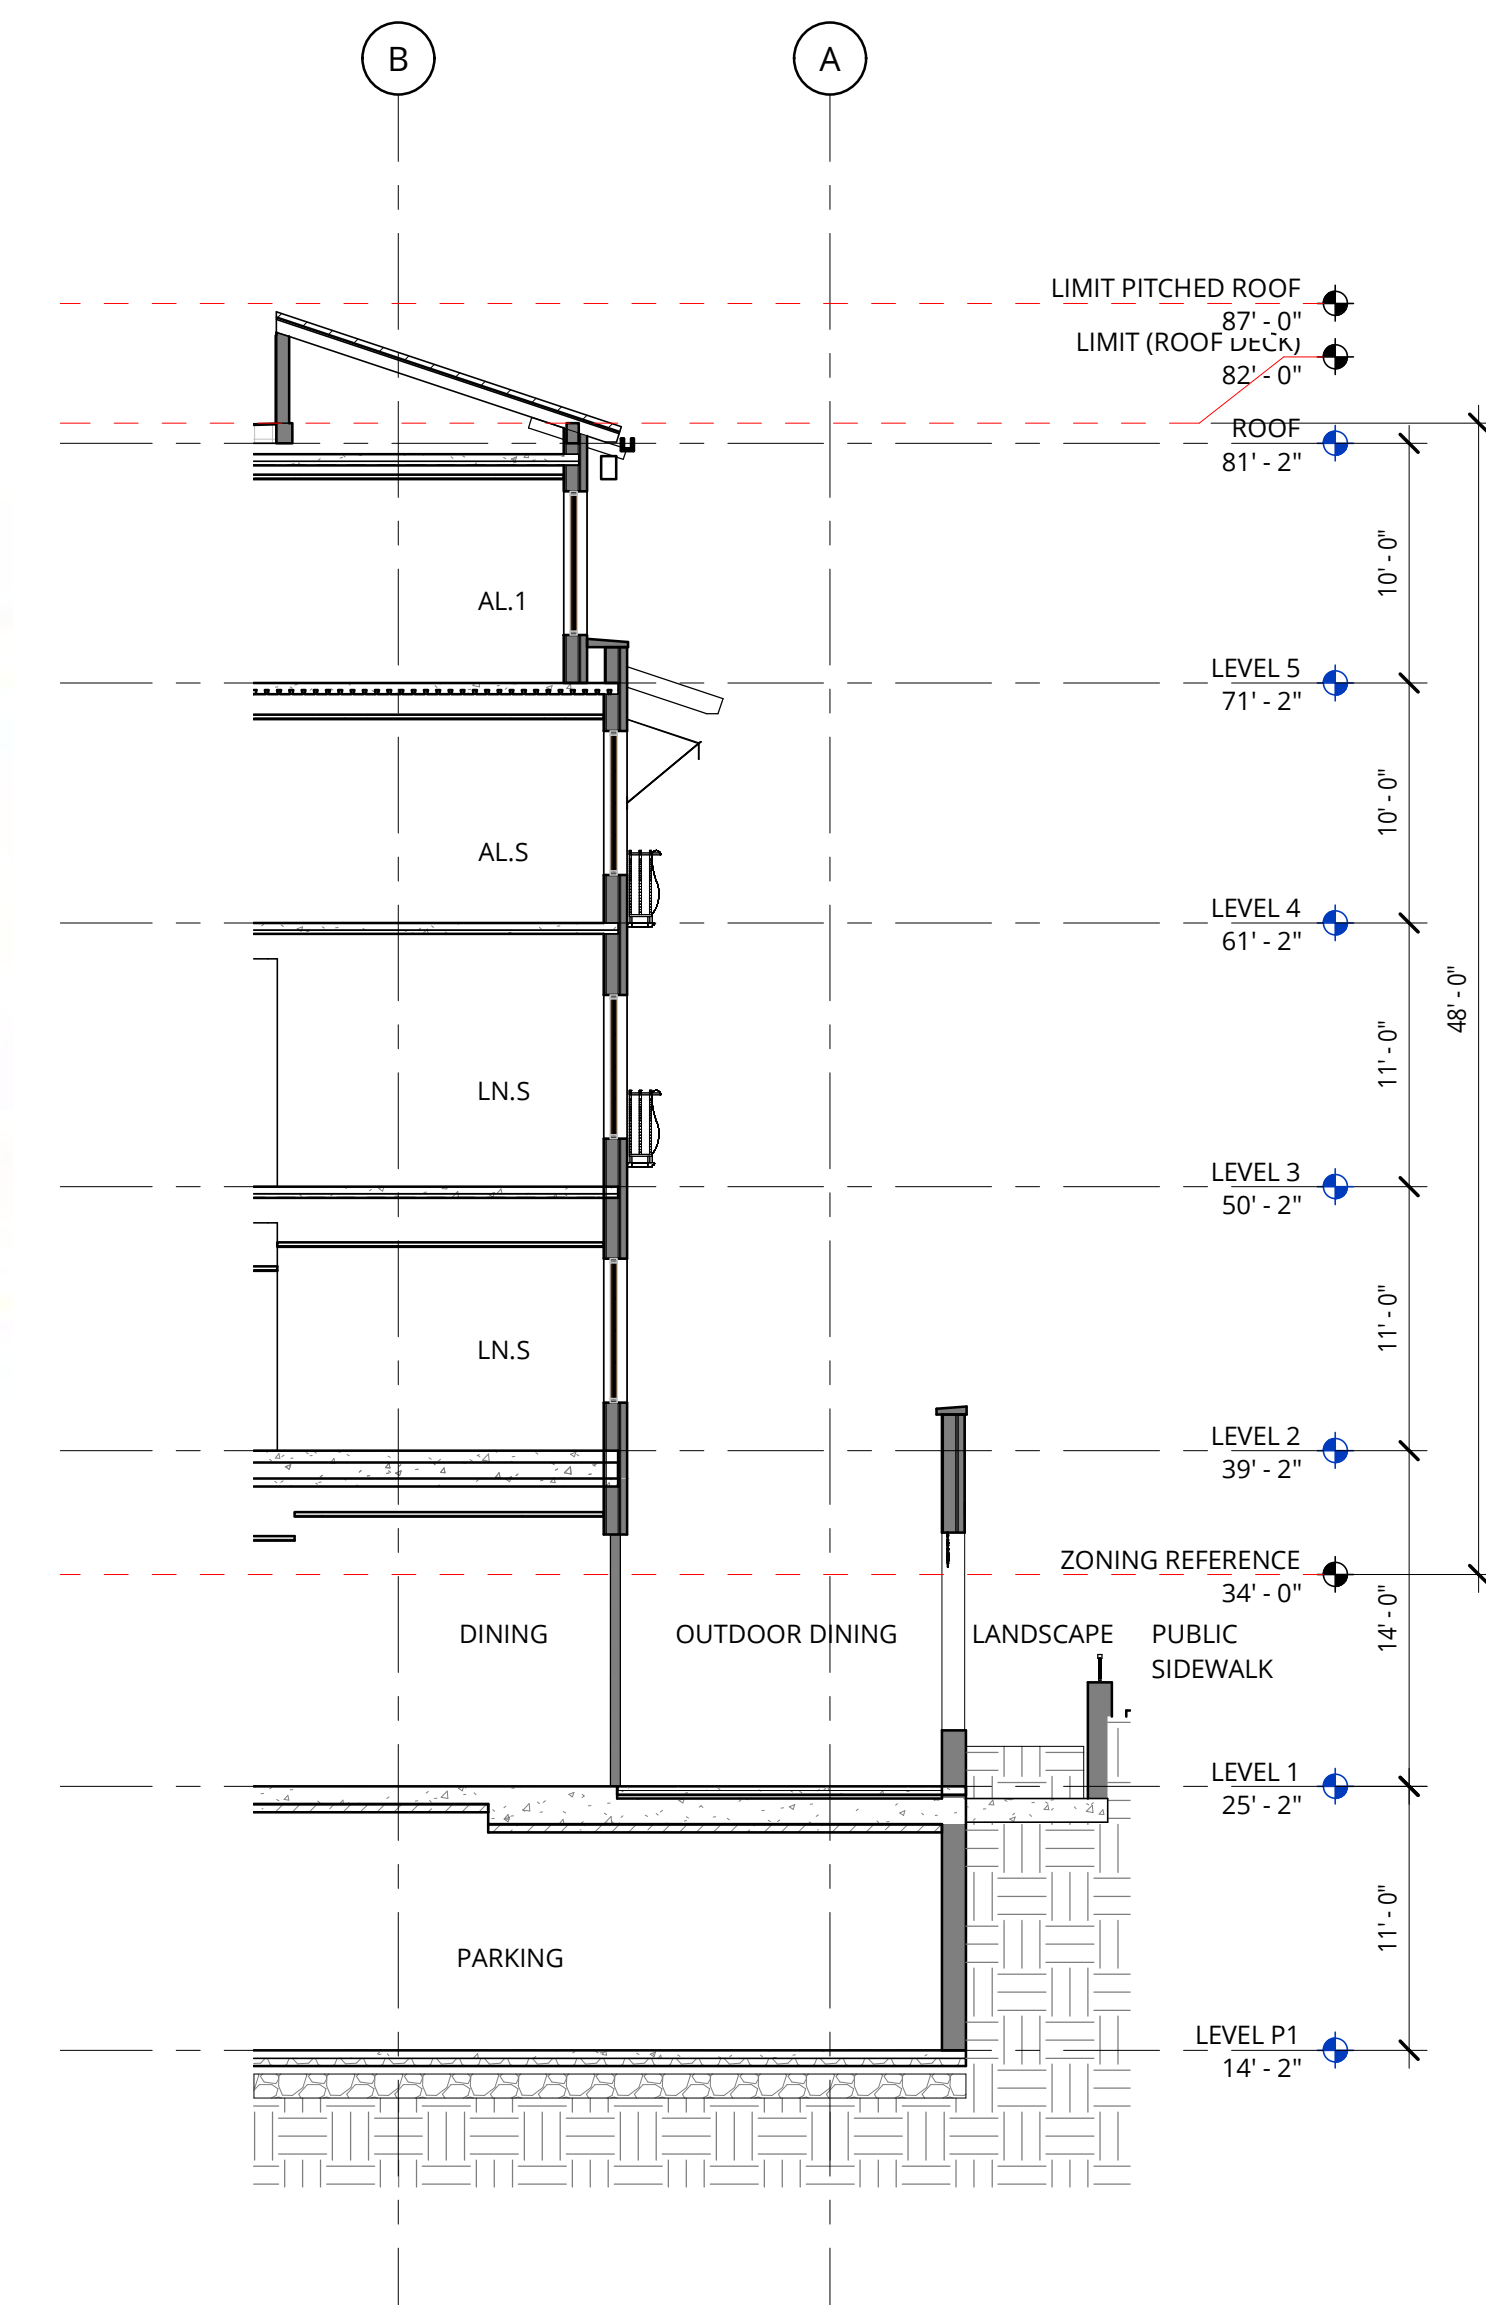 B
A
LIMIT PITCHED ROOF
87' - 0"
LIMIT (ROOF DECK)
82' - 0"
ROOF
81' - 2"
10' - 0"
AL.1
LEVEL 5
71' - 2"
10' - 0"
AL.S
LEVEL 4
61' - 2"
48' - 0"
11' - 0"
LN.S
LEVEL 3
50' - 2"
11' - 0"
LN.S
LEVEL 2
39' - 2"
ZONING REFERENCE
34' - 0"
14' - 0"
DINING
OUTDOOR DINING
LANDSCAPE
PUBLIC
SIDEWALK
LEVEL 1
25' - 2"
11' - 0"
PARKING
LEVEL P1
14' - 2"